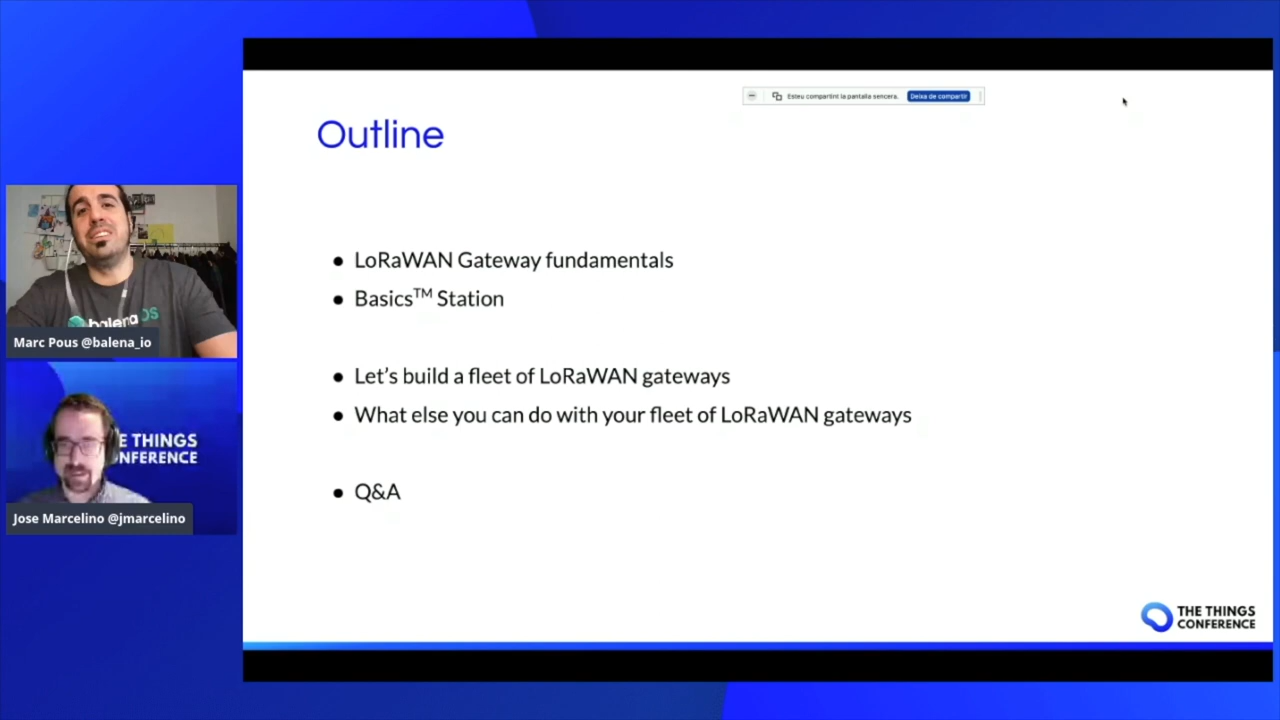 Esteu compartint la pantalla sencera.
Deixa de compartir
Outline
● LoRaWAN Gateway fundamentals
● Basics™ Station
● Let’s build a fleet of LoRaWAN gateways
● What else you can do with your fleet of LoRaWAN gateways
● Q&A
balenaOS
Marc Pous @balena_io
E THINGS
NFERENCE
Jose Marcelino @jmarcelino
THE THINGS
CONFERENCE